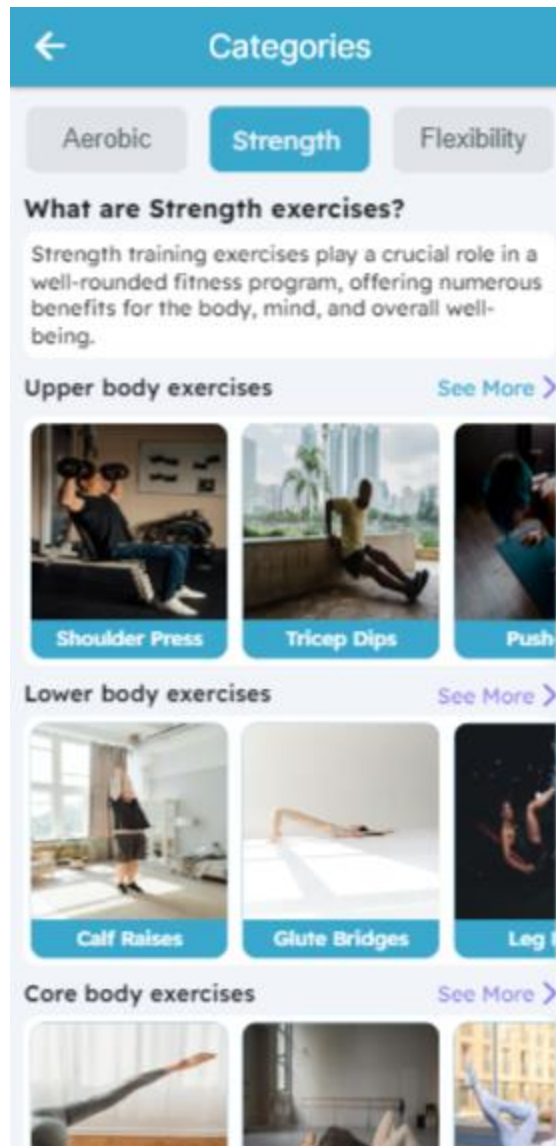 Categories
Aerobic
Strength
Flexibility
What are Strength exercises?
Strength training exercises play a crucial role in a
well-rounded fitness program, offering numerous
benefits for the body, mind, and overall well-
being.
Upper body exercises
See More
Shoulder Press
Tricep Dips
Push
Lower body exercises
See More
Calf Raises
Glute Bridges
Leg
Core body exercises
See More